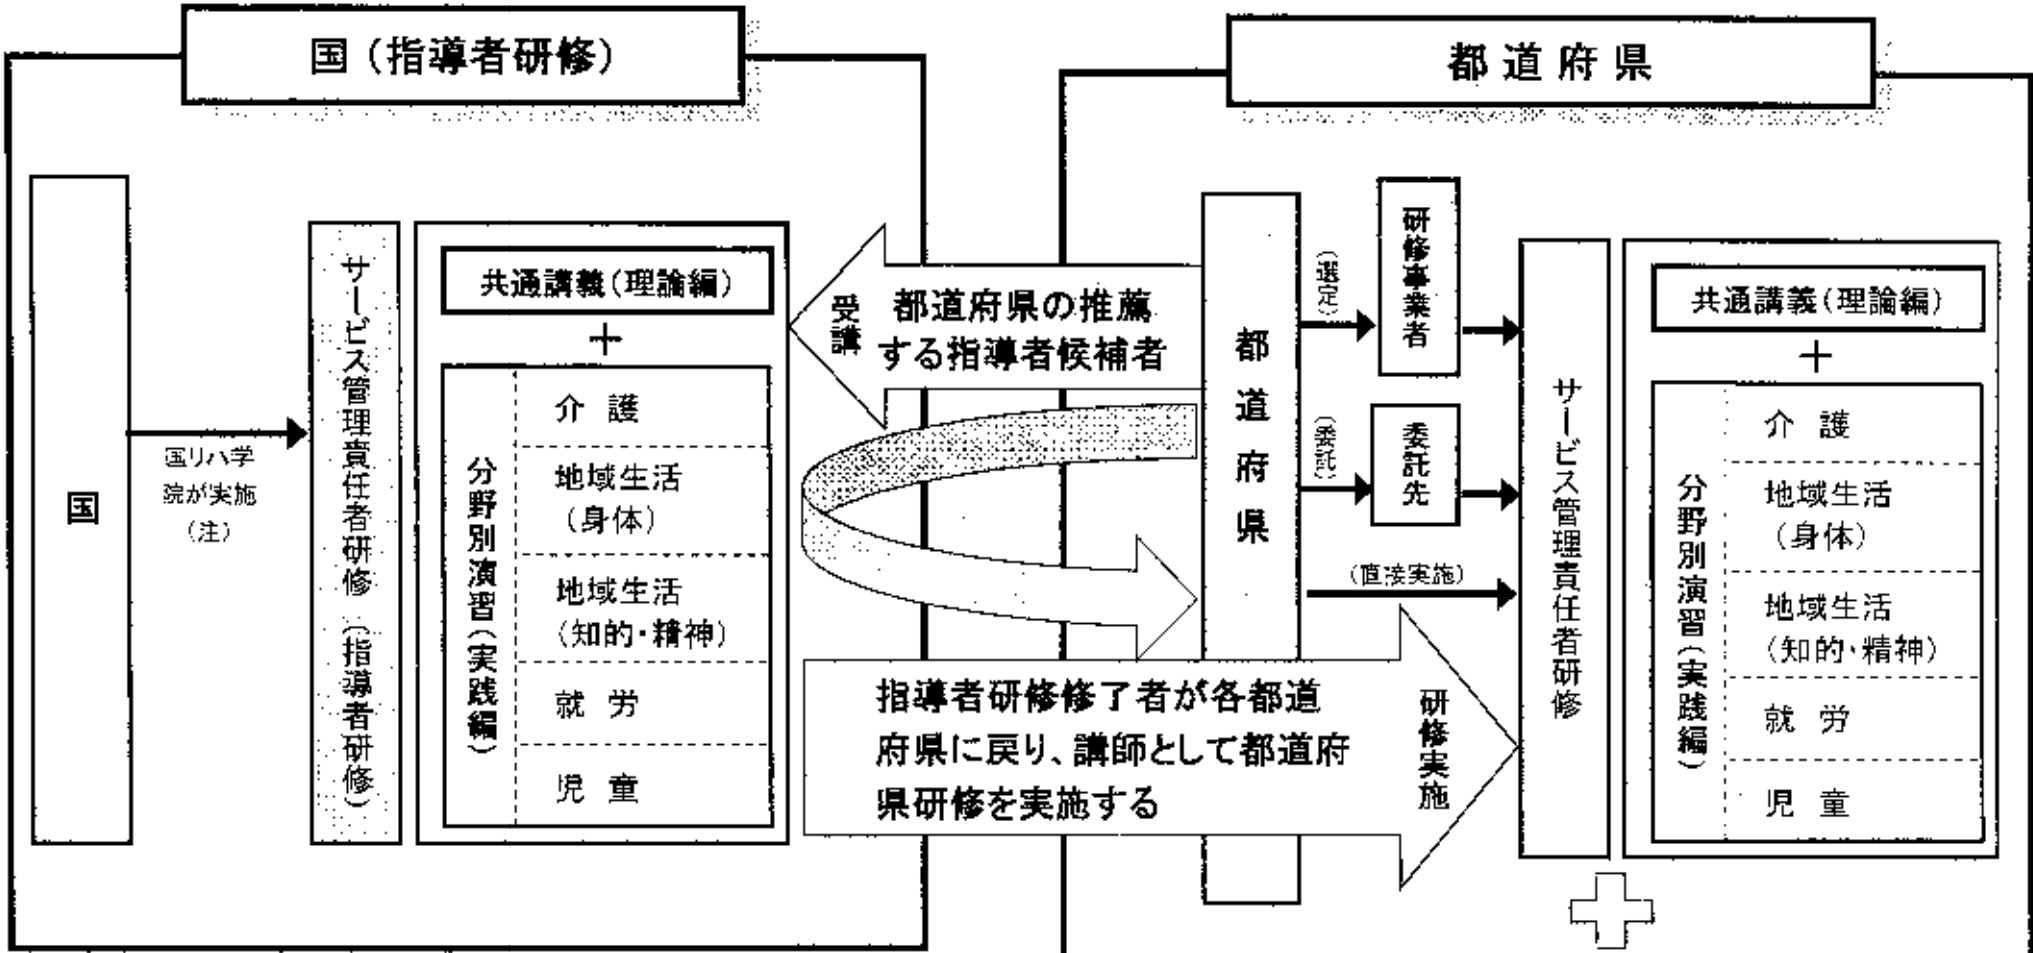 国（指導者研修）
国
国リハ学
院が実施
（注）
サービス管理責任者研修（指導者研修）
共通講義（理論編）
＋
分野別演習（実践編）
介 護
地域生活
（身体）
地域生活
（知的・精神）
就 労
児 童
受講
都道府県の推薦
する指導者候補者
指導者研修修了者が各都道
府県に戻り、講師として都道府
県研修を実施する
研修実施
都道府県
都道府県
（選定）
研修事業者
（委託）
委託先
（直接実施）
サービス管理責任者研修
共通講義（理論編）
＋
分野別演習（実践編）
介 護
地域生活
（身体）
地域生活
（知的・精神）
就 労
児 童